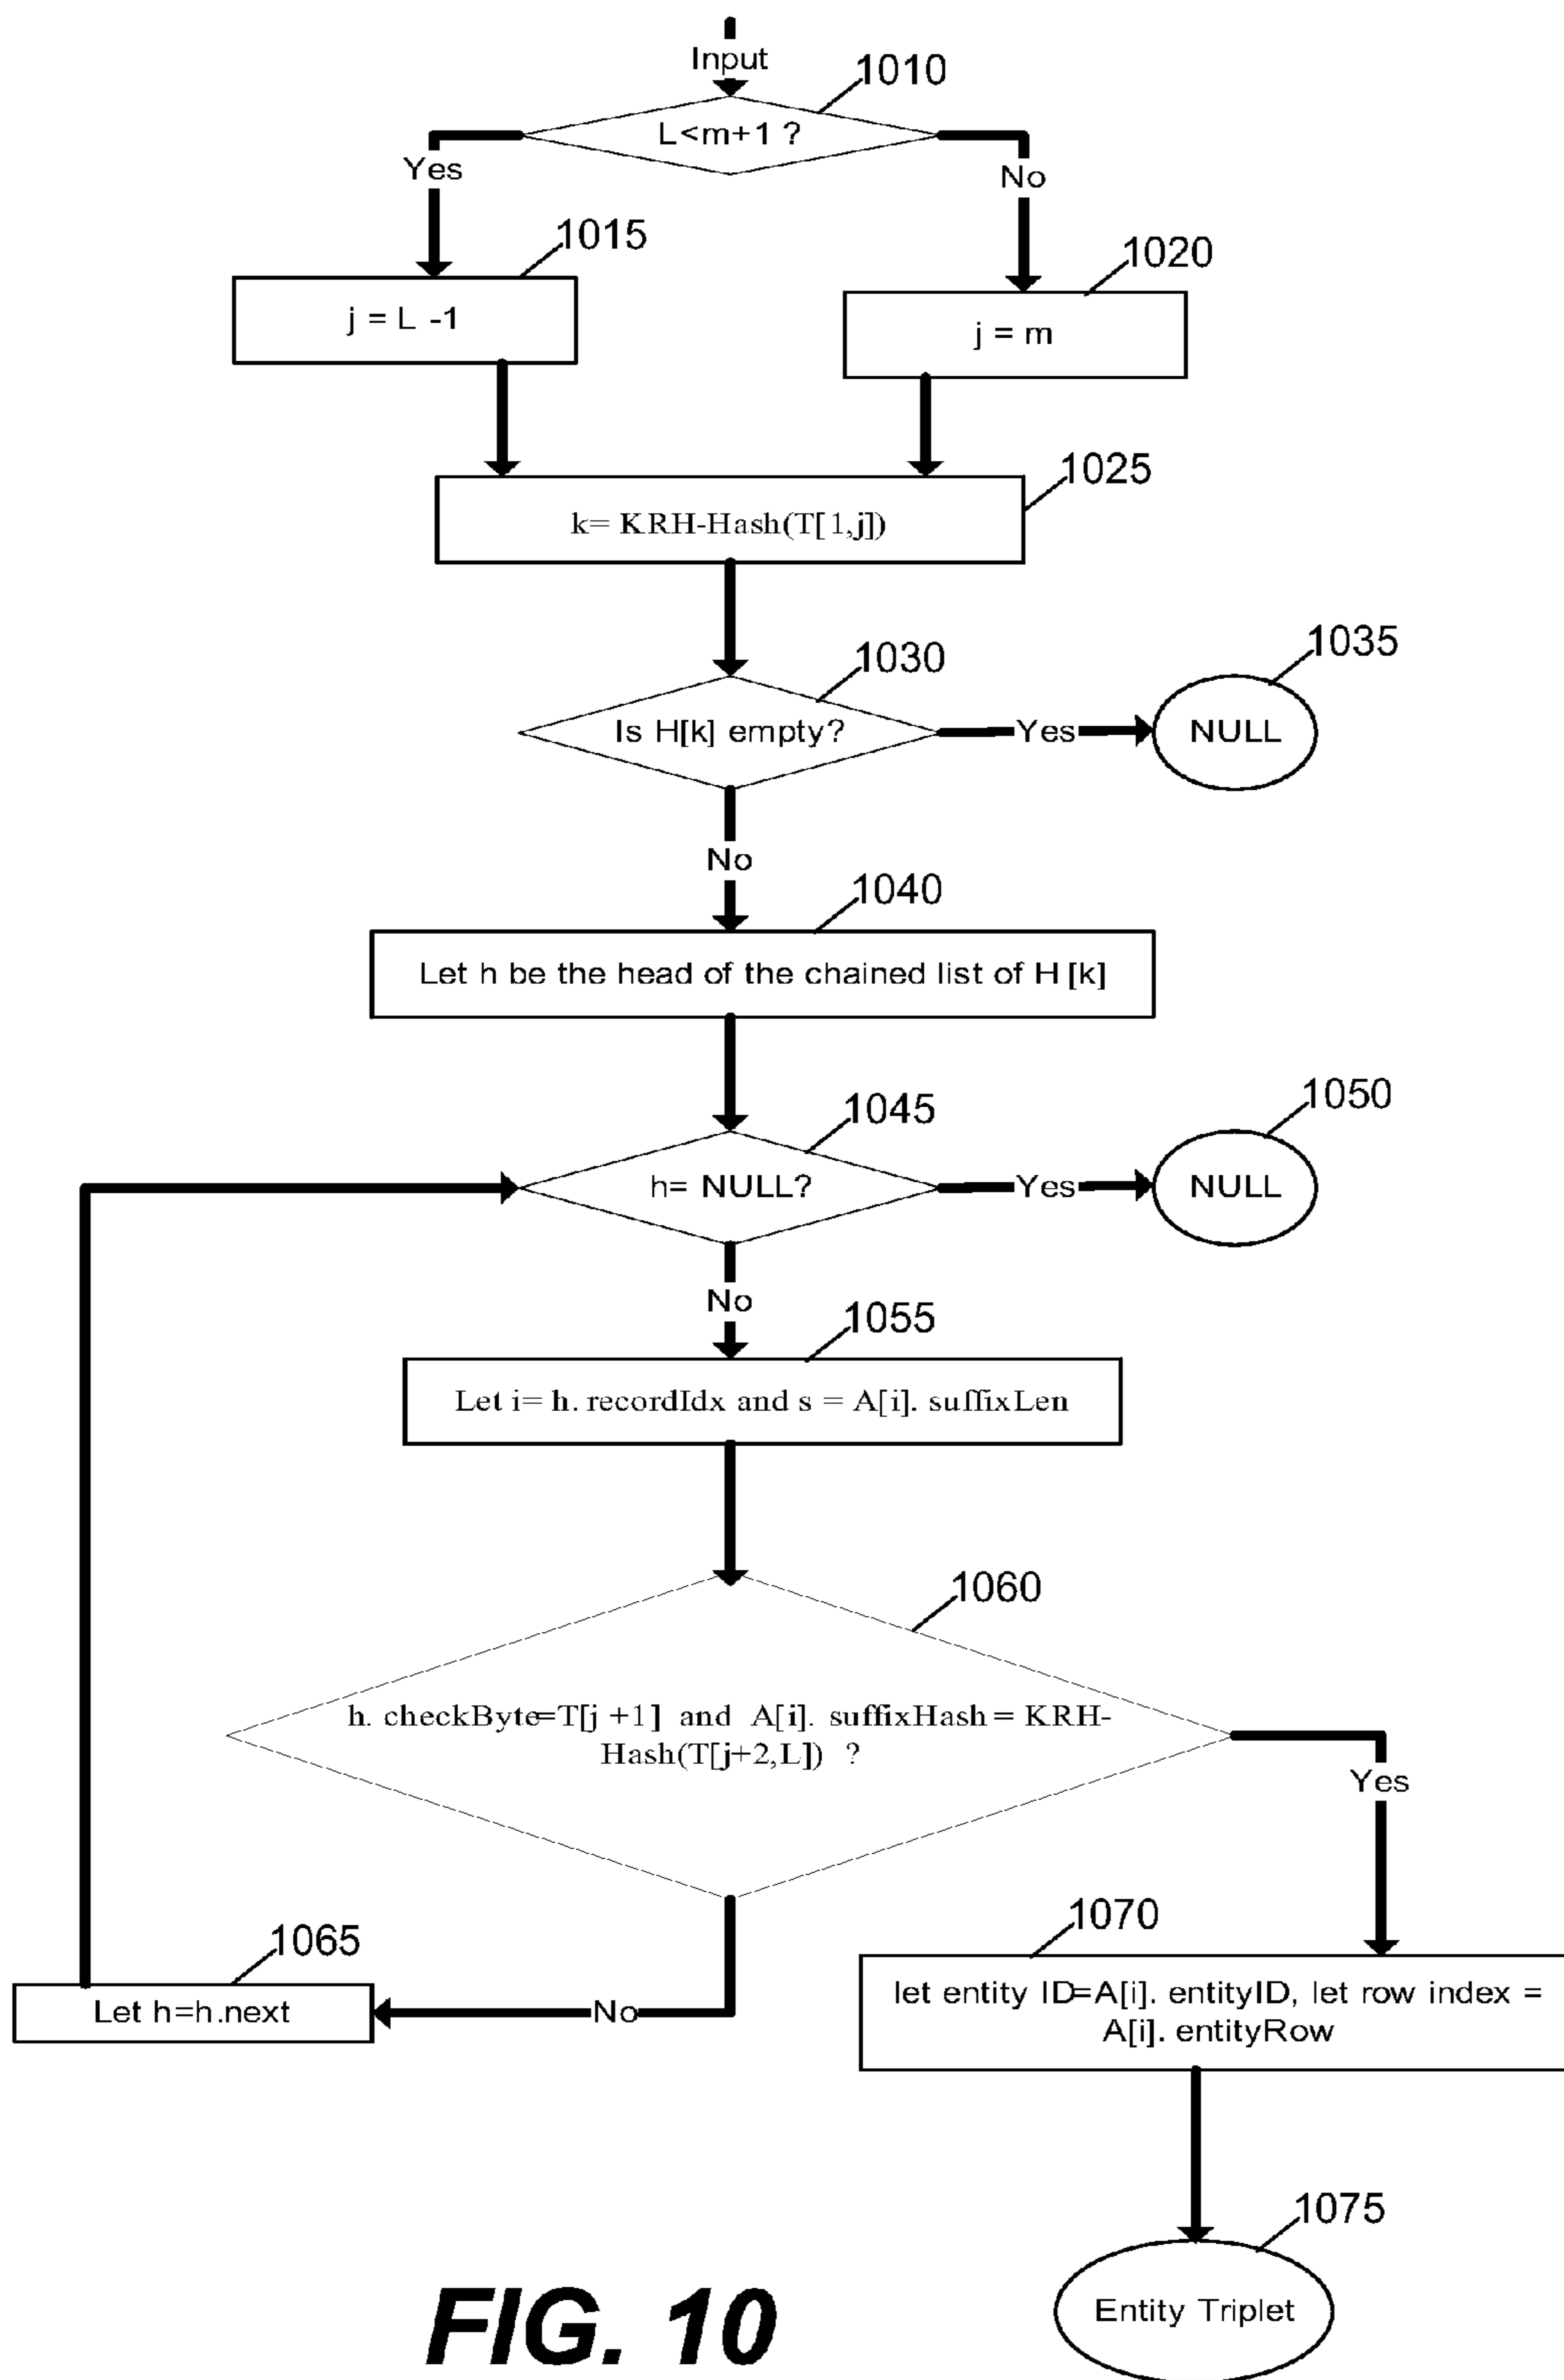 Input
1010
L<m+1 ?
Yes
No
1015
1020
j = L -1
j = m
1025
k= KRH-Hash(T[1,j])
1030
1035
Is H[k] empty?
Yes
NULL
No
1040
Let h be the head of the chained list of H [k]
1045
1050
h= NULL?
Yes
NULL
No
1055
Let i= h. recordIdx and s = A[i]. suffixLen
1060
h. checkByte=T[j +1] and A[i]. suffixHash = KRH-
Hash(T[j+2,L]) ?
Yes
1065
1070
Let h=h.next
No
let entity ID=A[i]. entityID, let row index =
A[i]. entityRow
1075
Entity Triplet
FIG. 10